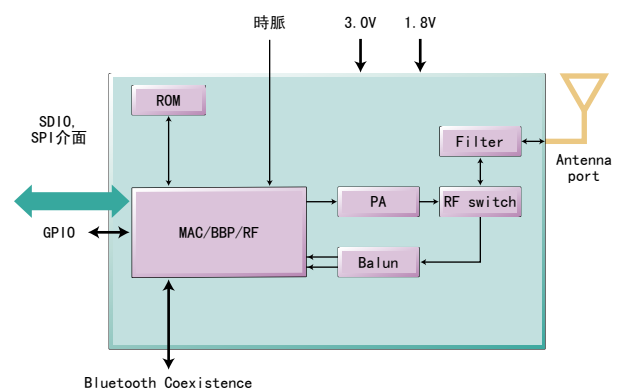 時脈
3.0V
1.8V
ROM
SDIO,
SPI介面
Filter
Antenna
port
PA
RF switch
GPIO
MAC/BBP/RF
Balun
Bluetooth Coexistence